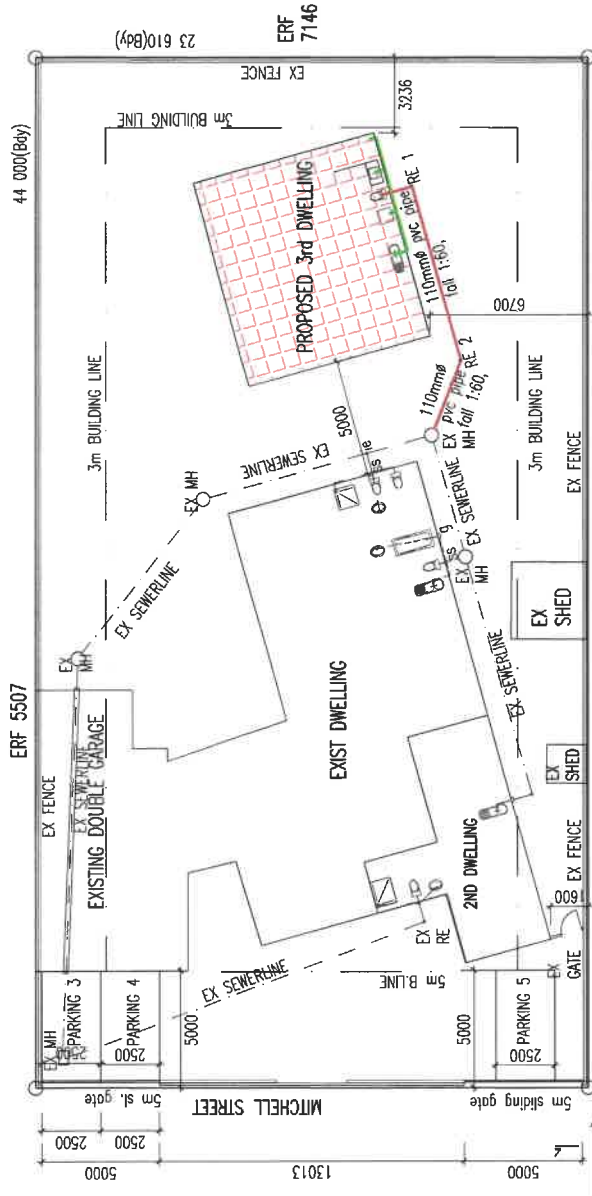 44 000(Bdy)
23 610(Bdy)
ERF
7146
EX FENCE
3m BUILDING LINE
3236
3m BUILDING LINE
PROPOSED 3rd DWELLING
110mmø pvc pipe RE 1
fall 1:60,
6700
110mmø
pvc pipe RE 2
fall 1:60,
5000
EX
MH
3m BUILDING LINE
EX FENCE
EX SEWERLINE
EX MH
ss
re
EX SEWERLINE
EX SEWERLINE
ss
g
EX
MH
EX
MH
EX
SHED
ERF 5507
EX FENCE
EX SEWERLINE
EXISTING DOUBLE GARAGE
EXIST DWELLING
EX SEWERLINE
EX
SHED
2ND DWELLING
EX FENCE
EX
RE
1600
EX SEWERLINE
5m B.LINE
EX
GATE
EX MH
PARKING 3
PARKING 4
2500
5000
5000
PARKING 5
2500
5m sl. gate
MITCHELL STREET
5m sliding gate
2500
2500
5000
13013
5000